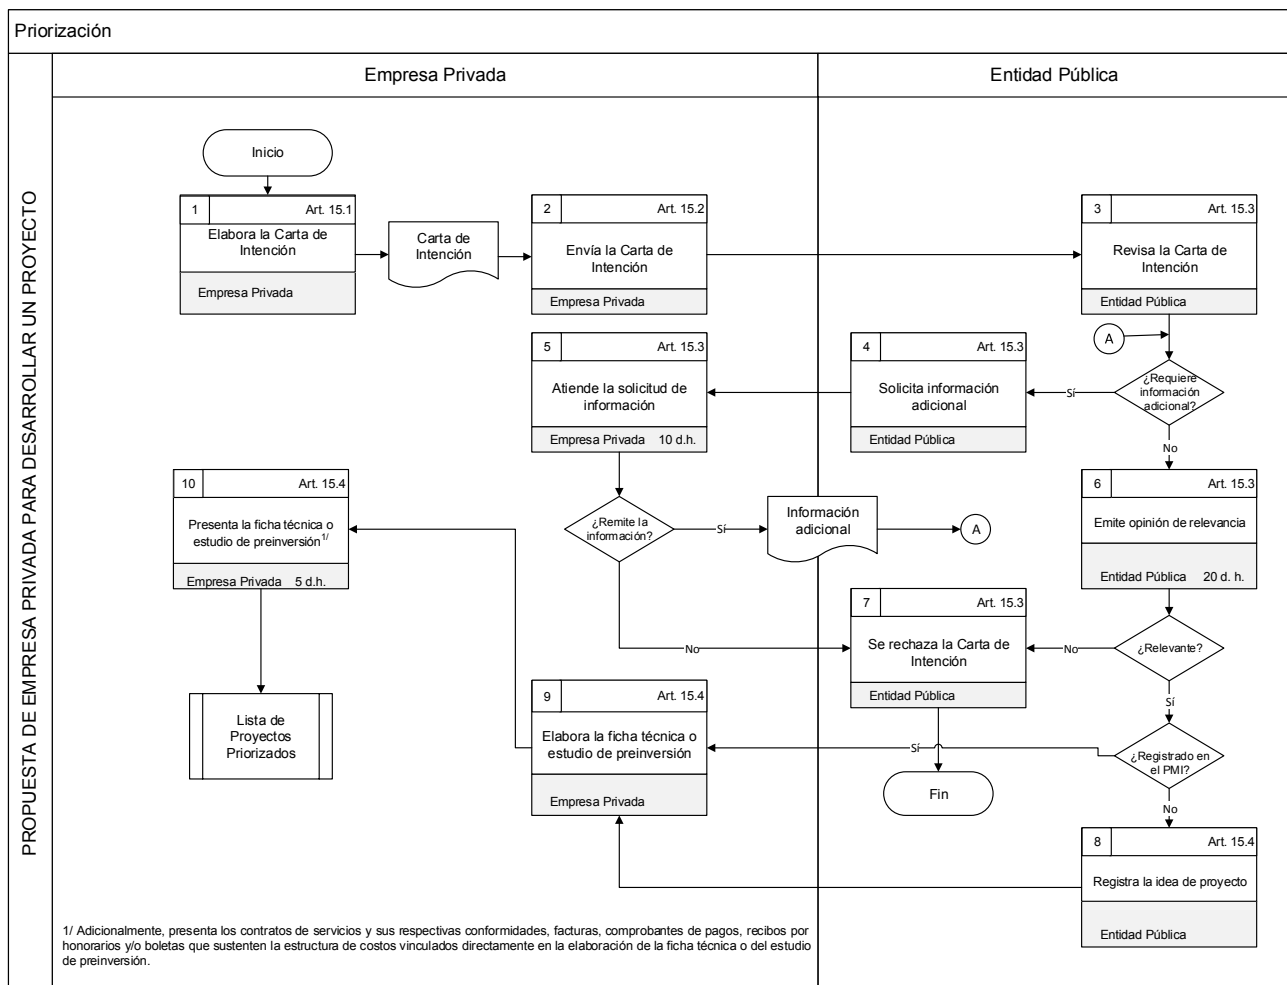 Priorización
PROPUESTA DE EMPRESA PRIVADA PARA DESARROLLAR UN PROYECTO
Empresa Privada
Entidad Pública
Inicio
1
Art. 15.1
Elabora la Carta de
Intención
Empresa Privada
Carta de
Intención
2
Art. 15.2
Envía la Carta de
Intención
Empresa Privada
3
Art. 15.3
Revisa la Carta de
Intención
Entidad Pública
A
¿Requiere
información
adicional?
Sí
No
4
Art. 15.3
Solicita información
adicional
Entidad Pública
5
Art. 15.3
Atiende la solicitud de
información
Empresa Privada 10 d.h.
¿Remite la
información?
Sí
No
Información
adicional
A
6
Art. 15.3
Emite opinión de relevancia
Entidad Pública 20 d. h.
¿Relevante?
No
Sí
7
Art. 15.3
Se rechaza la Carta de
Intención
Entidad Pública
Fin
¿Registrado en
el PMI?
Sí
No
8
Art. 15.4
Registra la idea de proyecto
Entidad Pública
9
Art. 15.4
Elabora la ficha técnica o
estudio de preinversión
Empresa Privada
10
Art. 15.4
Presenta la ficha técnica o
estudio de preinversión1/
Empresa Privada 5 d.h.
Lista de
Proyectos
Priorizados
1/ Adicionalmente, presenta los contratos de servicios y sus respectivas conformidades, facturas, comprobantes de pagos, recibos por
honorarios y/o boletas que sustenten la estructura de costos vinculados directamente en la elaboración de la ficha técnica o del estudio
de preinversión.